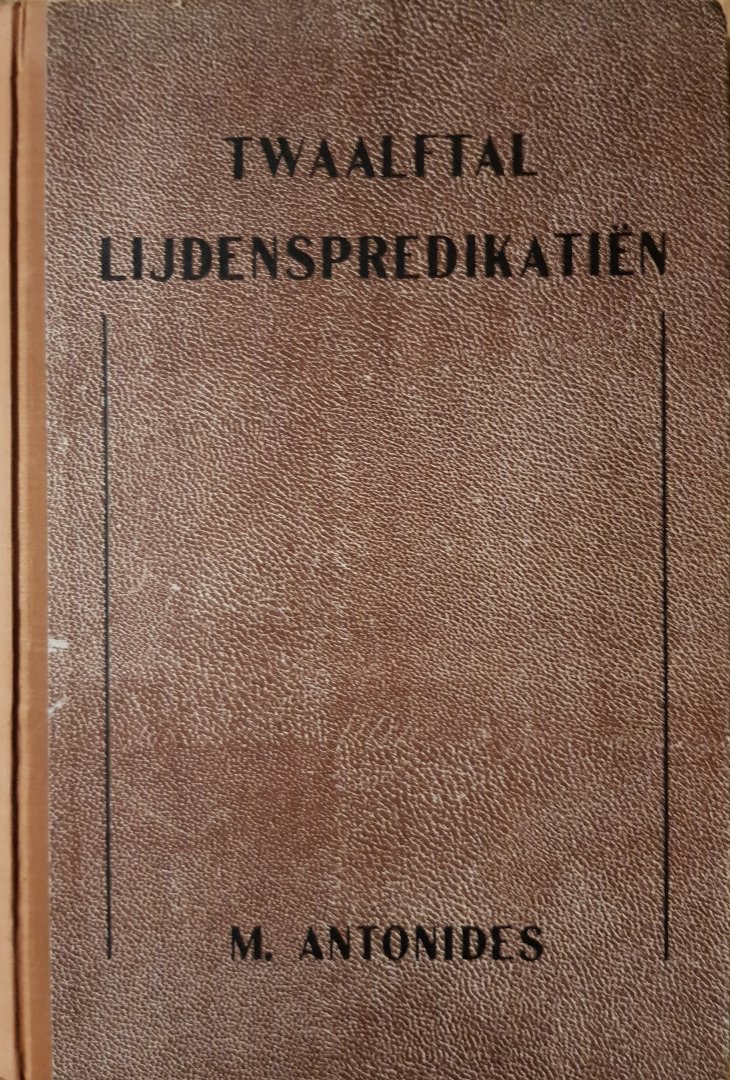 TWAALFTAL
LIJDENSPREDIKATIËN
M. ANTONIDES